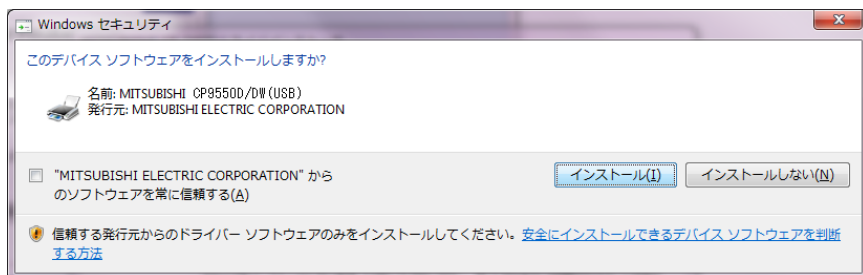 Windows セキュリティ
このデバイス ソフトウェアをインストールしますか?
名前: MITSUBISHI CP9550D/DW(USB)
発行元: MITSUBISHI ELECTRIC CORPORATION
"MITSUBISHI ELECTRIC CORPORATION" から
のソフトウェアを常に信頼する(A)
インストール(I) インストールしない(N)
信頼する発行元からのドライバー ソフトウェアのみをインストールしてください。安全にインストールできるデバイス ソフトウェアを判断
する方法